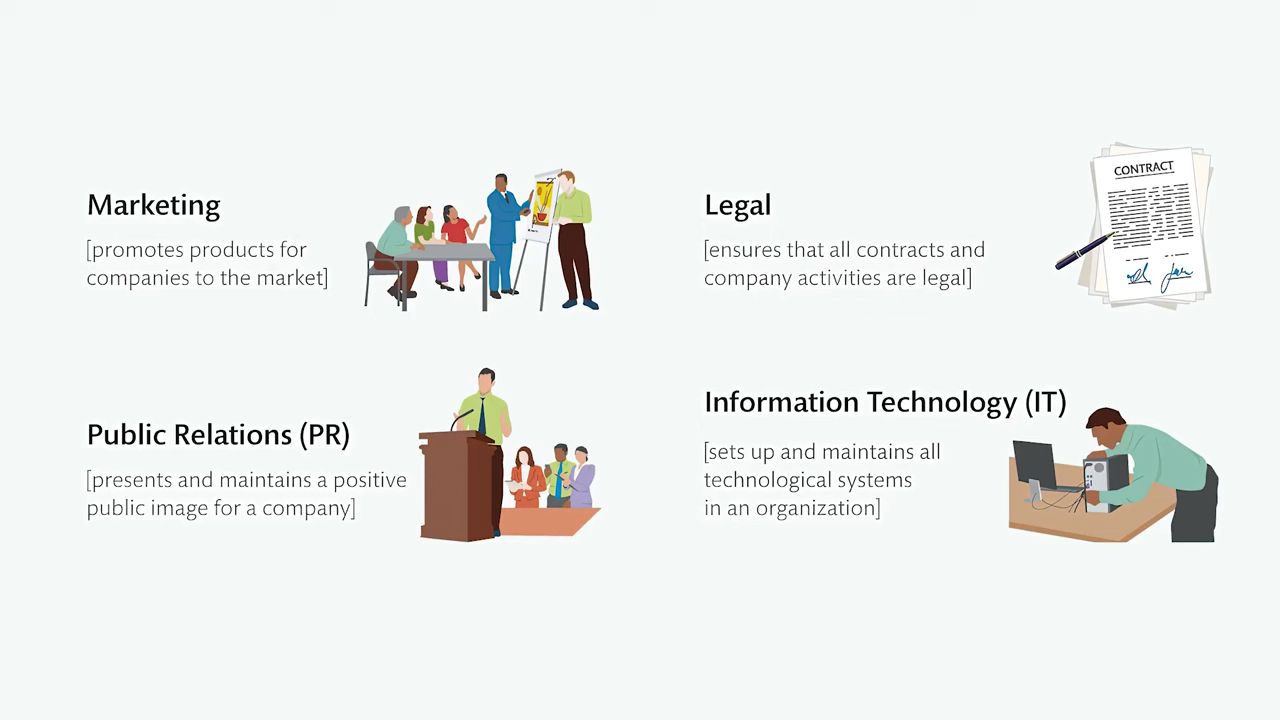 Marketing
[promotes products for
companies to the market]
Legal
[ensures that all contracts and
company activities are legal]
CONTRACT
Public Relations (PR)
[presents and maintains a positive
public image for a company]
Information Technology (IT)
[sets up and maintains all
technological systems
in an organization]